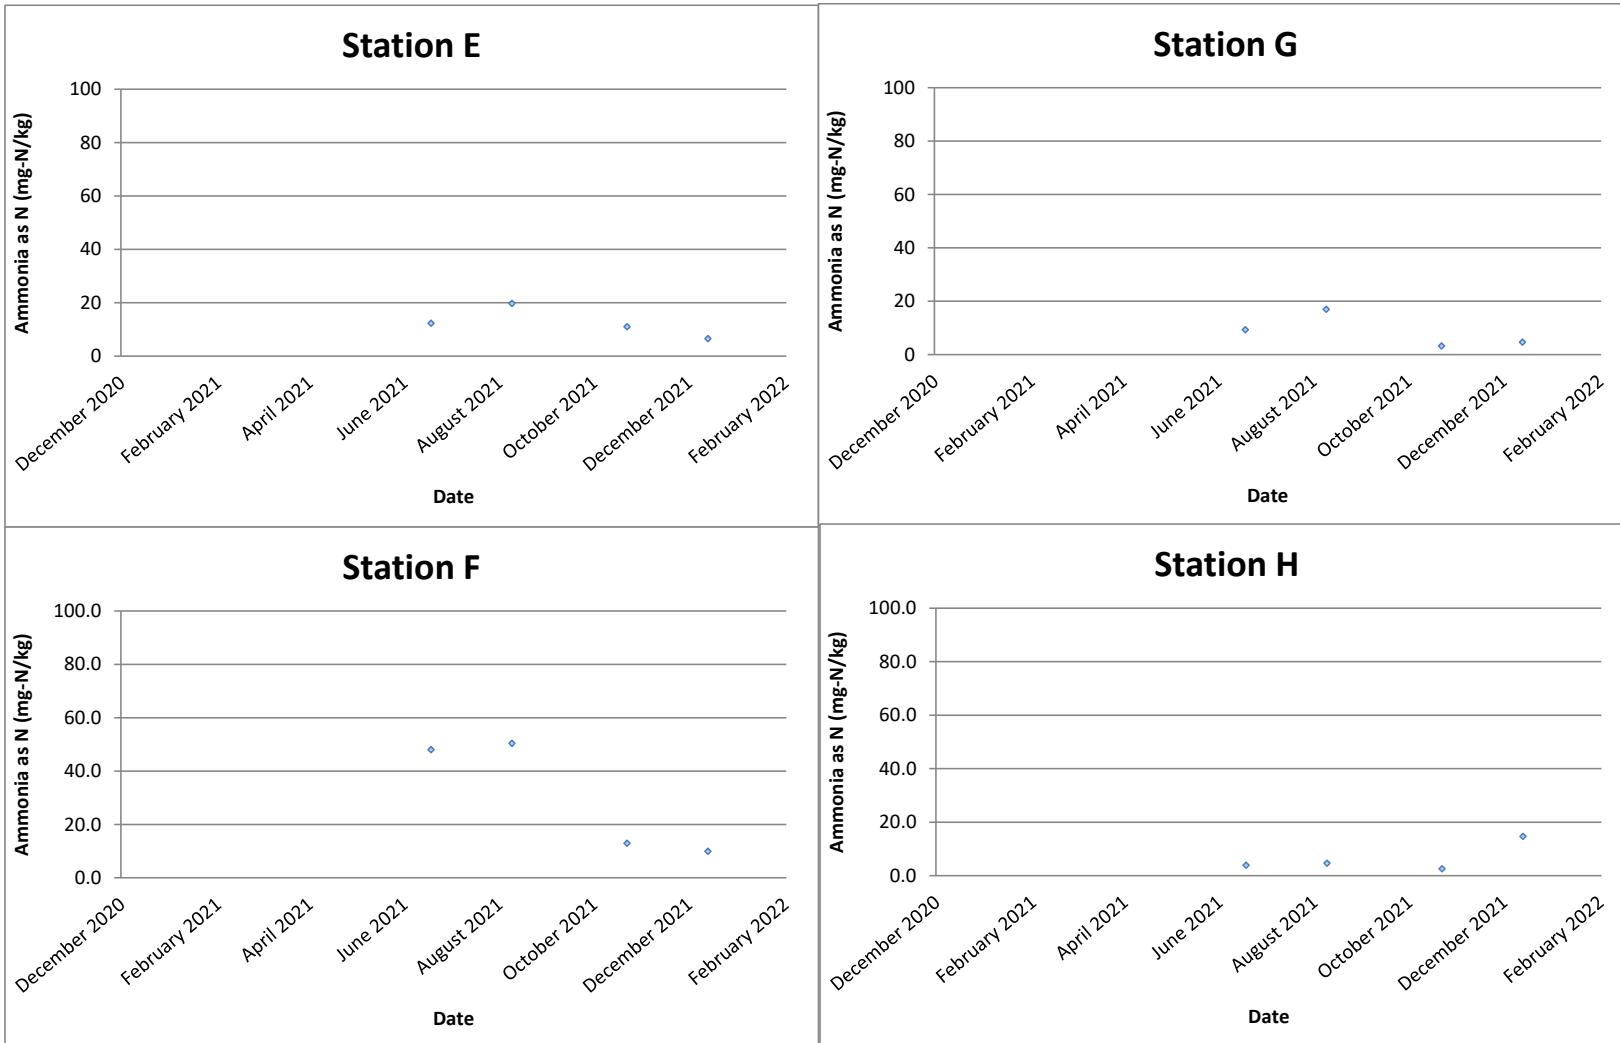 Station E
Ammonia as N (mg-N/kg)
100
80
60
40
20
0
December 2020
February 2021
April 2021
June 2021
August 2021
October 2021
December 2021
February 2022
Date
Station G
Ammonia as N (mg-N/kg)
100
80
60
40
20
0
December 2020
February 2021
April 2021
June 2021
August 2021
October 2021
December 2021
February 2022
Date
Station F
Ammonia as N (mg-N/kg)
100.0
80.0
60.0
40.0
20.0
0.0
December 2020
February 2021
April 2021
June 2021
August 2021
October 2021
December 2021
February 2022
Date
Station H
Ammonia as N (mg-N/kg)
100.0
80.0
60.0
40.0
20.0
0.0
December 2020
February 2021
April 2021
June 2021
August 2021
October 2021
December 2021
February 2022
Date